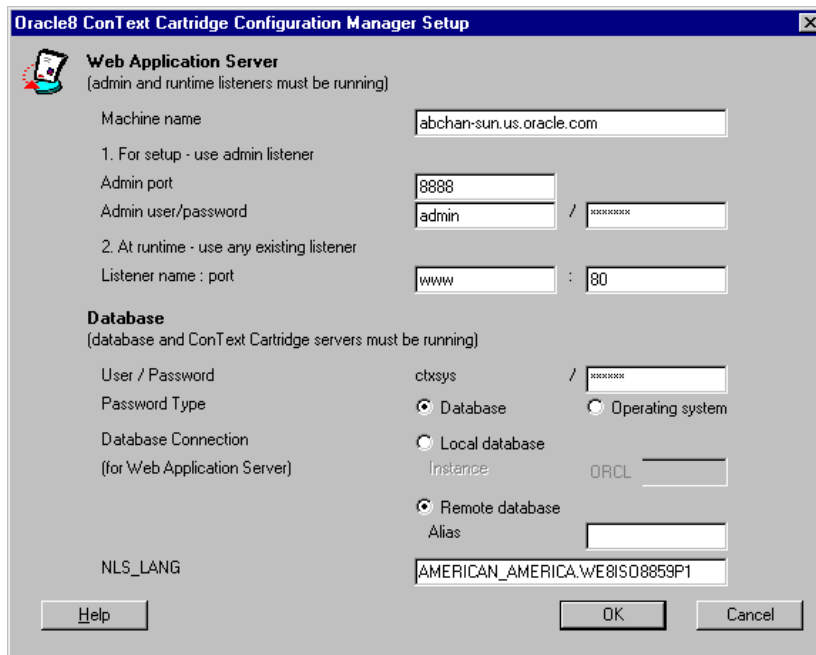 Oracle8 ConText Cartridge Configuration Manager Setup
Web Application Server
(admin and runtime listeners must be running)
Machine name abchan-sun.us.oracle.com
1. For setup - use admin listener
Admin port 8888
Admin user/password admin / *******
2. At runtime - use any existing listener
Listener name : port www : 80
Database
(database and ConText Cartridge servers must be running)
User / Password ctxsys / ******
Password Type Database Operating system
Database Connection Local database
(for Web Application Server) Instance ORCL
Remote database
Alias
NLS_LANG AMERICAN_AMERICA.WE8ISO8859P1
Help OK Cancel